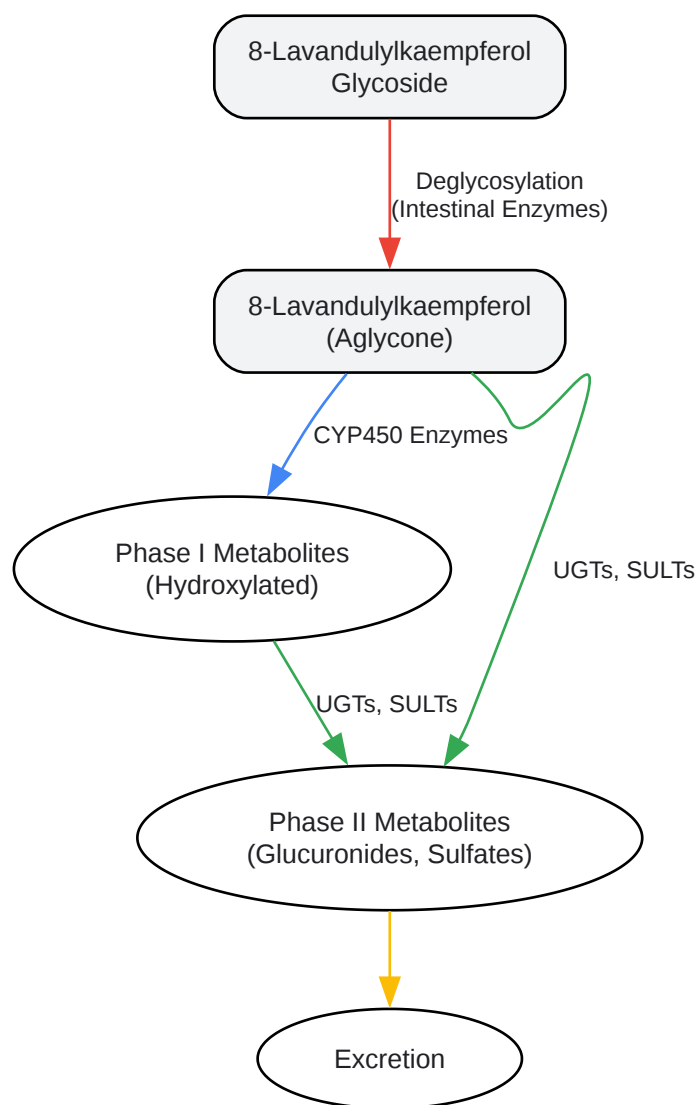 8-Lavandulylkaempferol
Glycoside
Deglycosylation
(Intestinal Enzymes)
8-Lavandulylkaempferol
(Aglycone)
CYP450 Enzymes
Phase I Metabolites
(Hydroxylated)
UGTs, SULTs
UGTs, SULTs
Phase II Metabolites
(Glucuronides, Sulfates)
Excretion